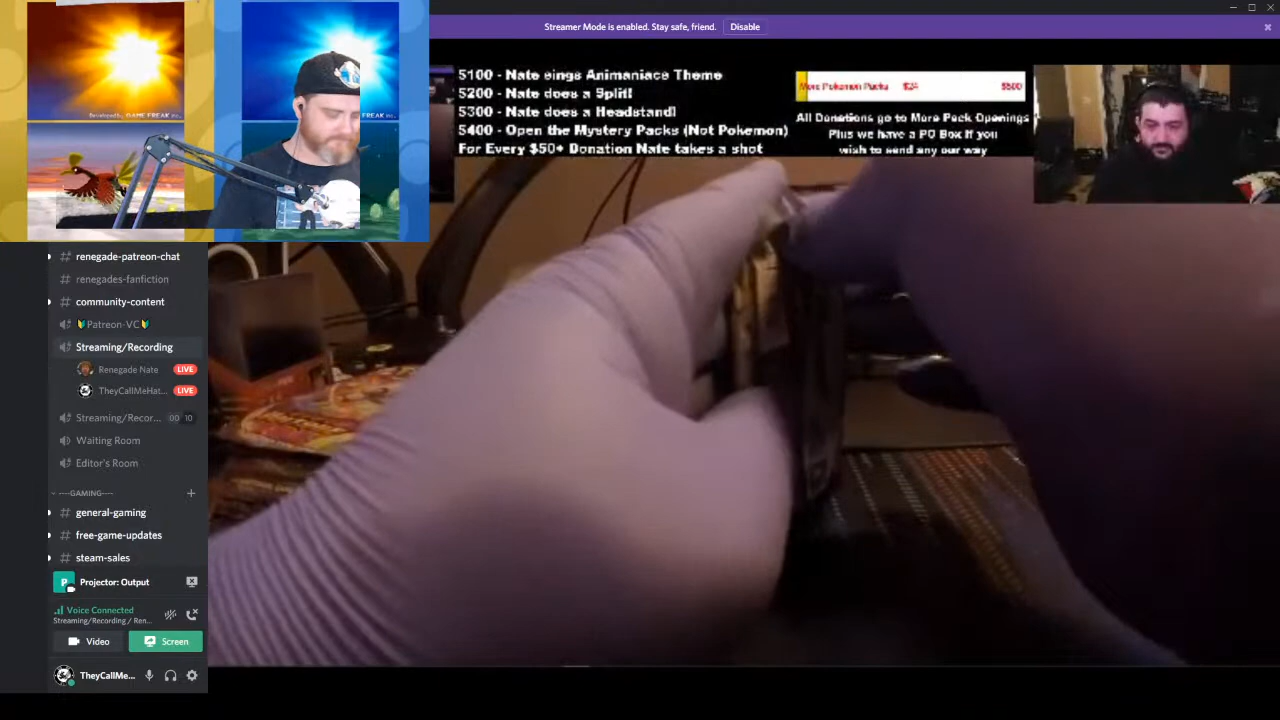 Streamer Mode is enabled. Stay safe, friend.
Disable
$100 - Nate sings Animaniacs Theme
$200 - Nate does a Split!
$300 - Nate does a Headstand!
$400 - Open the Mystery Packs (Not Pokemon)
For Every $50+ Donation Nate takes a shot
More Pokemon Packs $24 $500
All Donations go to More Pack Openings
Plus we have a PO Box if you
wish to send any our way
GAME FREAK
FREAK
renegade-patreon-chat
renegades-fanfiction
community-content
Patreon-VC
Streaming/Recording
Renegade Nate LIVE
TheyCallMeHat... LIVE
Streaming/Recor... 00 10
Waiting Room
Editor's Room
----GAMING----
general-gaming
free-game-updates
steam-sales
P Projector: Output
Voice Connected
Streaming/Recording / Ren...
Video
Screen
TheyCallMe...